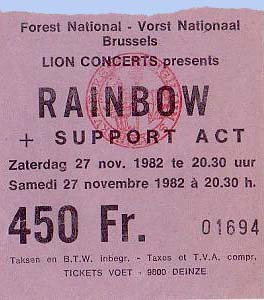 Forest National - Vorst Nationaal
Brussels
LION CONCERTS presents
RAINBOW
+ SUPPORT ACT
Zaterdag 27 nov. 1982 te 20.30 uur
Samedi 27 novembre 1982 à 20.30 h.
450 Fr.
01694
Taksen en B.T.W. inbegr. - Taxes et T.V.A. compr.
TICKETS VOET - 9800 DEINZE